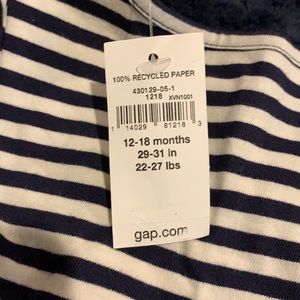 100% RECYCLED PAPER
430129-05-1
1218 XVN1001
1 14029 81218 3
12-18 months
29-31 in
22-27 lbs
gap.com